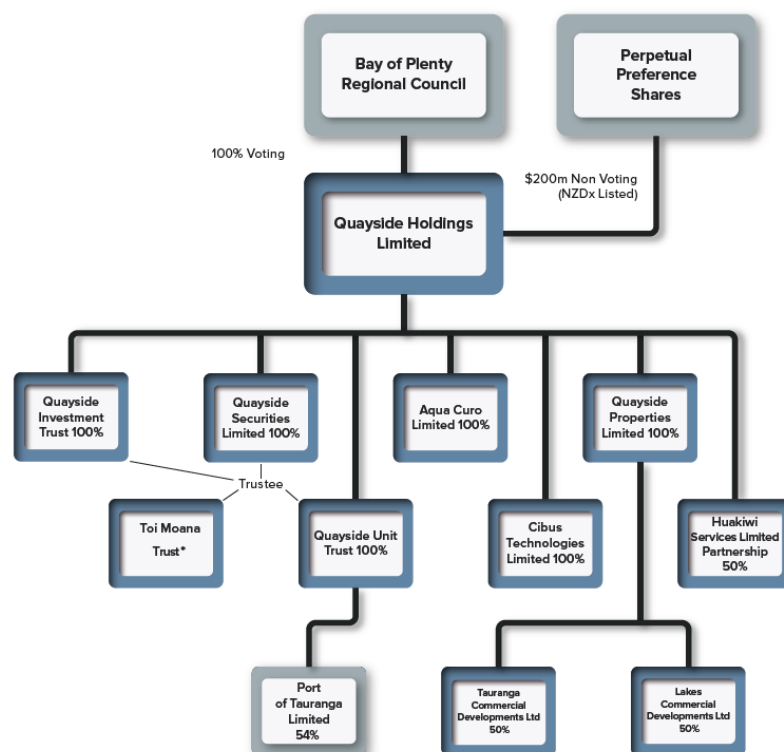 Bay of Plenty
Regional Council
Perpetual
Preference
Shares
100% Voting
$200m Non Voting
(NZDx Listed)
Quayside Holdings
Limited
Quayside
Investment
Trust 100%
Quayside
Securities
Limited 100%
Aqua Curo
Limited 100%
Quayside
Properties
Limited 100%
Trustee
Toi Moana
Trust*
Quayside Unit
Trust 100%
Cibus
Technologies
Limited 100%
Huakiwi
Services Limited
Partnership
50%
Port
of Tauranga
Limited
54%
Tauranga
Commercial
Developments Ltd
50%
Lakes
Commercial
Developments Ltd
50%